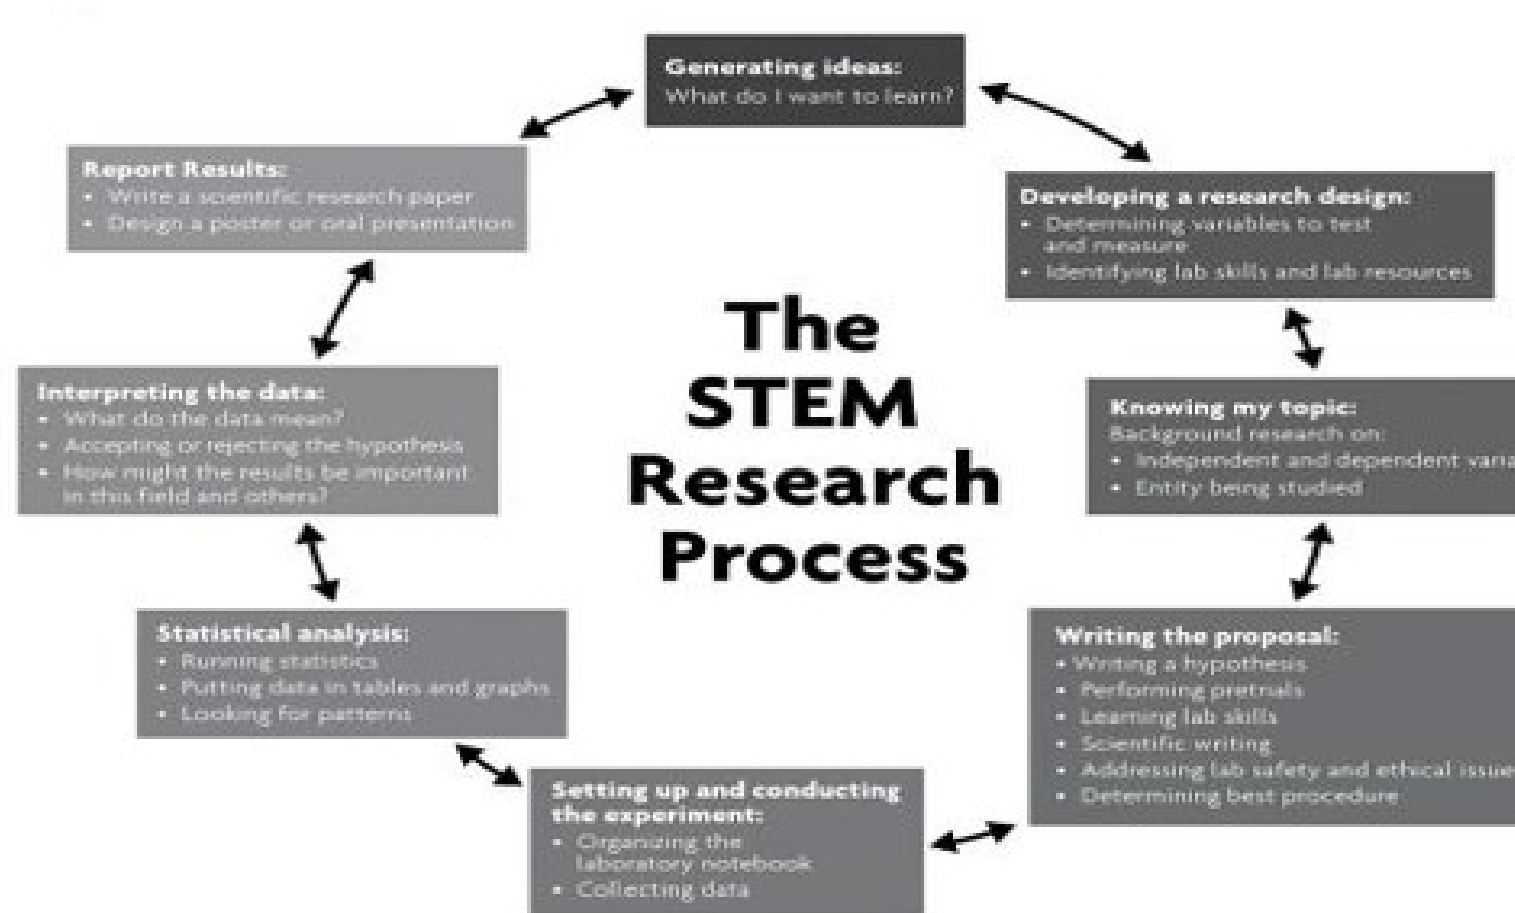 Generating ideas:
What do I want to learn?
Developing a research design:
• Determining variables to test
and measure
• Identifying lab skills and lab resources
Knowing my topic:
Background research on:
• Independent and dependent varia
• Entity being studied
Writing the proposal:
• Writing a hypothesis
• Performing pretrials
• Learning lab skills
• Scientific writing
• Addressing lab safety and ethical issue
• Determining best procedure
Setting up and conducting
the experiment:
• Organizing the
laboratory notebook
• Collecting data
Statistical analysis:
• Running statistics
• Putting data in tables and graphs
• Looking for patterns
Interpreting the data:
• What do the data mean?
• Accepting or rejecting the hypothesis
• How might the results be important
in this field and others?
Report Results:
• Write a scientific research paper
• Design a poster or oral presentation
The
STEM
Research
Process